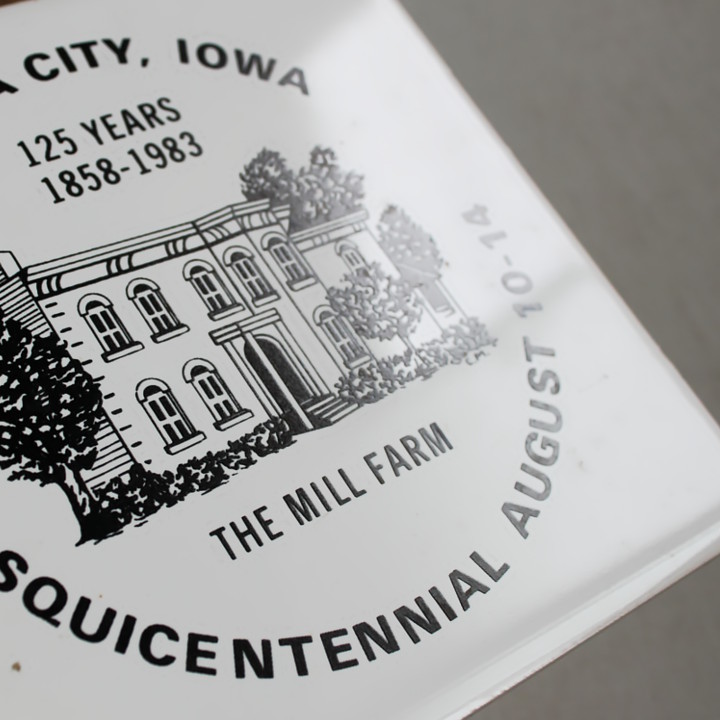 A CITY, IOWA
125 YEARS
1858-1983
THE MILL FARM
SQUICENTENNIAL AUGUST 10-14